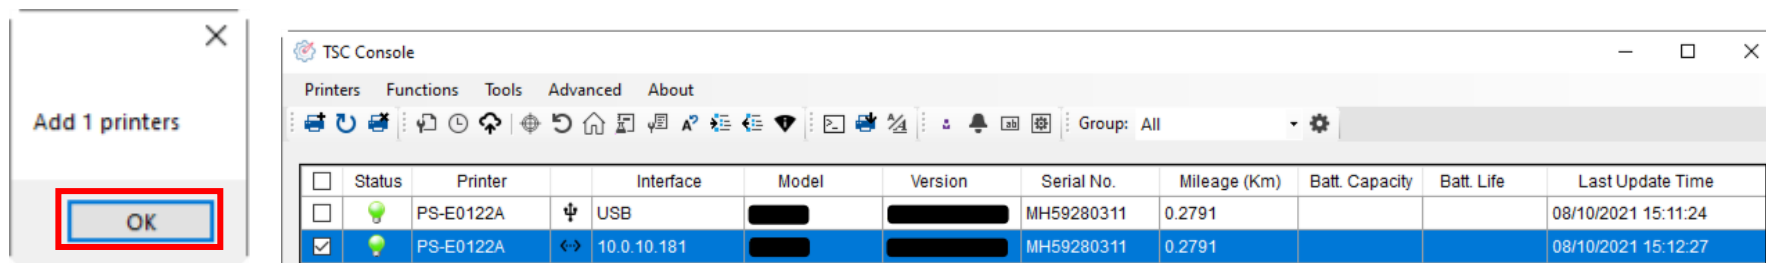 Add 1 printers
OK
TSC Console
Printers Functions Tools Advanced About
Group: All
Status Printer Interface Model Version Serial No. Mileage (Km) Batt. Capacity Batt. Life Last Update Time
PS-E0122A USB MH59280311 0.2791 08/10/2021 15:11:24
PS-E0122A 10.0.10.181 MH59280311 0.2791 08/10/2021 15:12:27